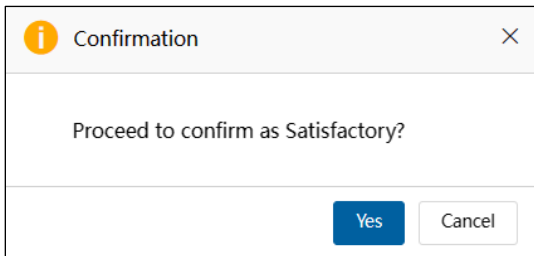 Confirmation
Proceed to confirm as Satisfactory?
Yes Cancel